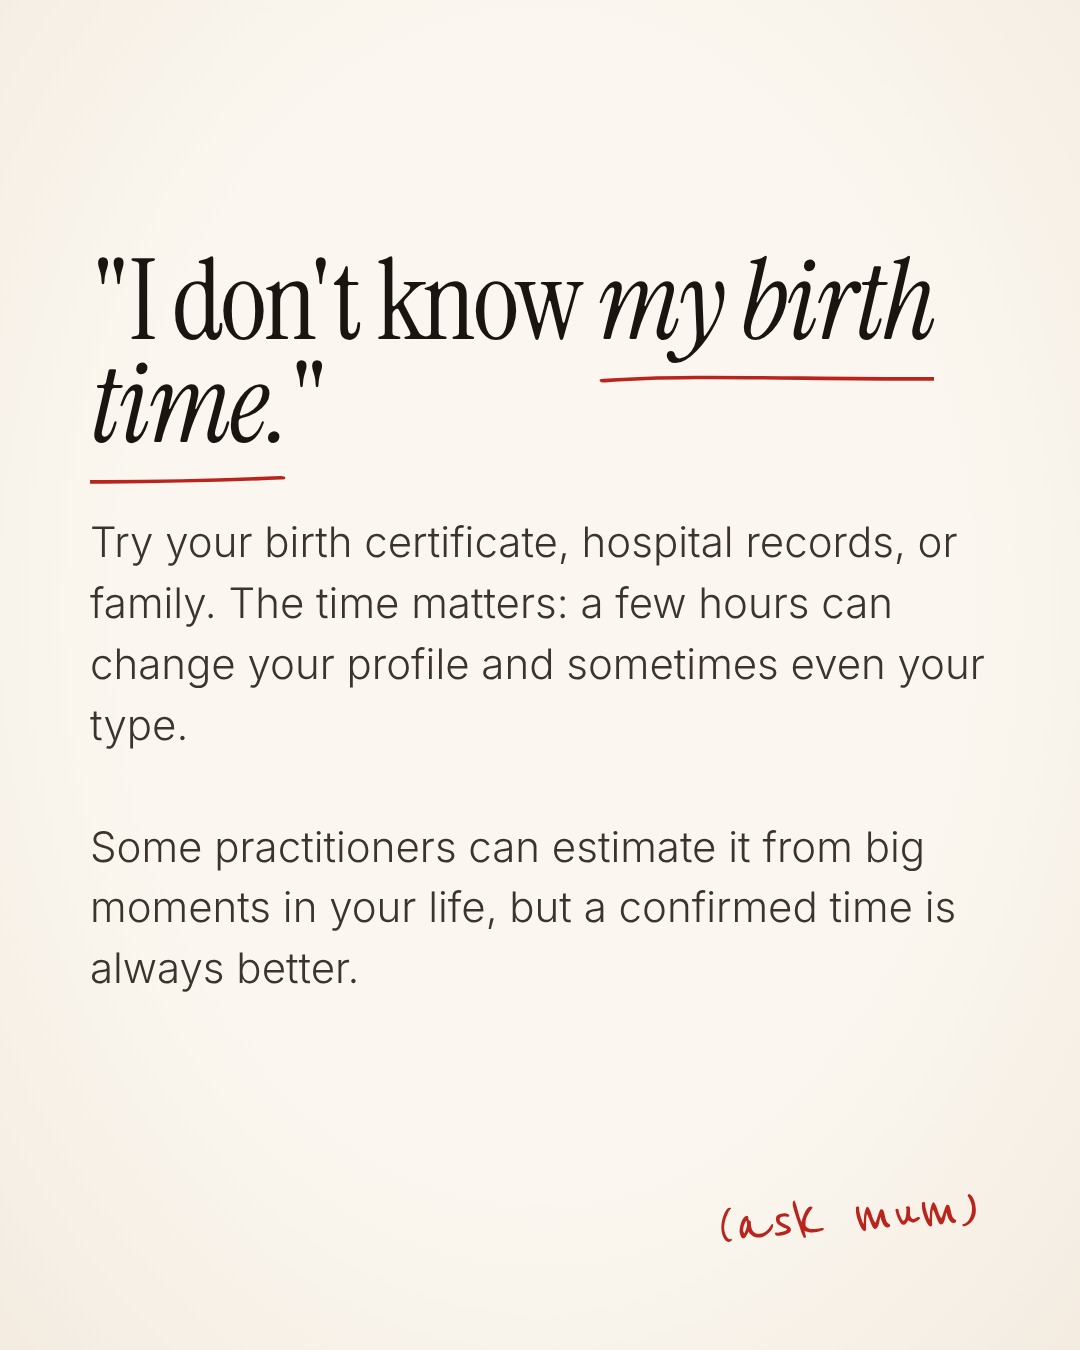 "I don't know my birth
time."
Try your birth certificate, hospital records, or
family. The time matters: a few hours can
change your profile and sometimes even your
type.
Some practitioners can estimate it from big
moments in your life, but a confirmed time is
always better.
(ask mum)